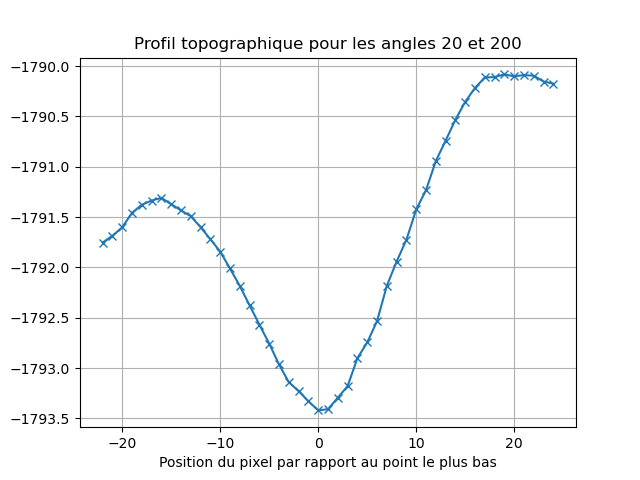 Profil topographique pour les angles 20 et 200
−1790.0
−1790.5
−1791.0
−1791.5
−1792.0
−1792.5
−1793.0
−1793.5
−20 −10 0 10 20
Position du pixel par rapport au point le plus bas